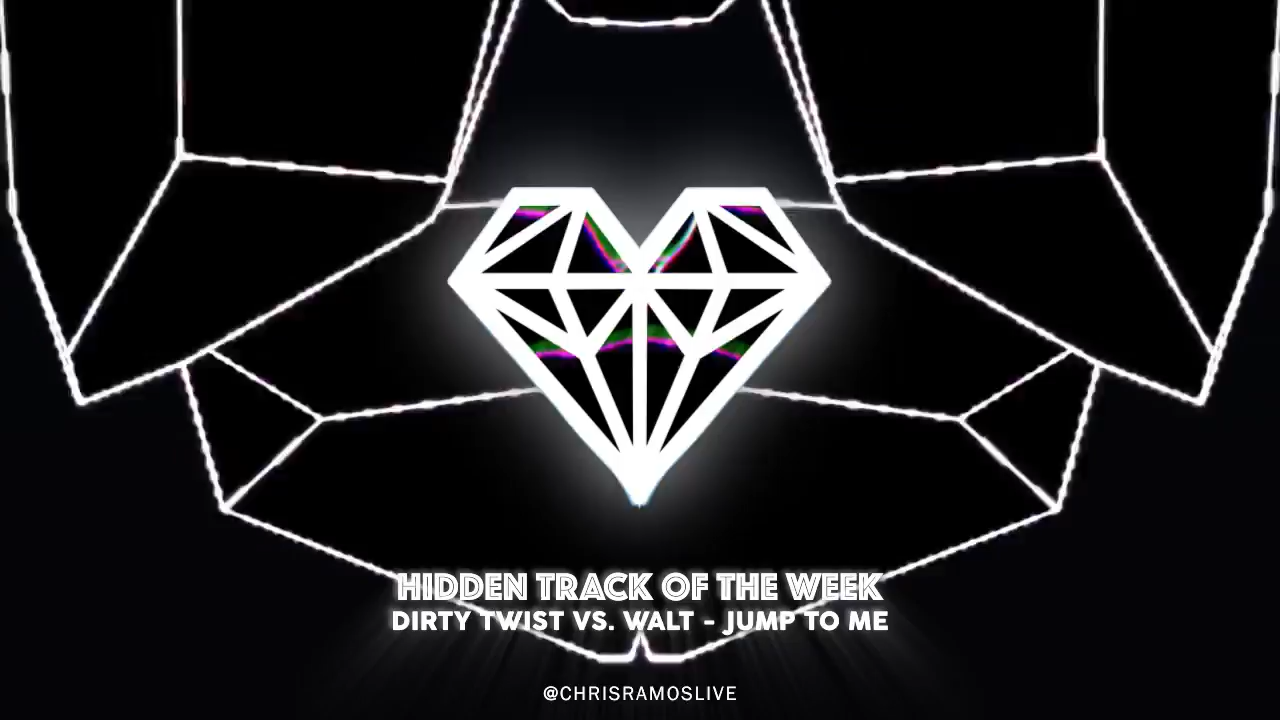 HIDDEN TRACK OF THE WEEK
DIRTY TWIST VS. WALT - JUMP TO ME
@CHRISRAMOSLIVE